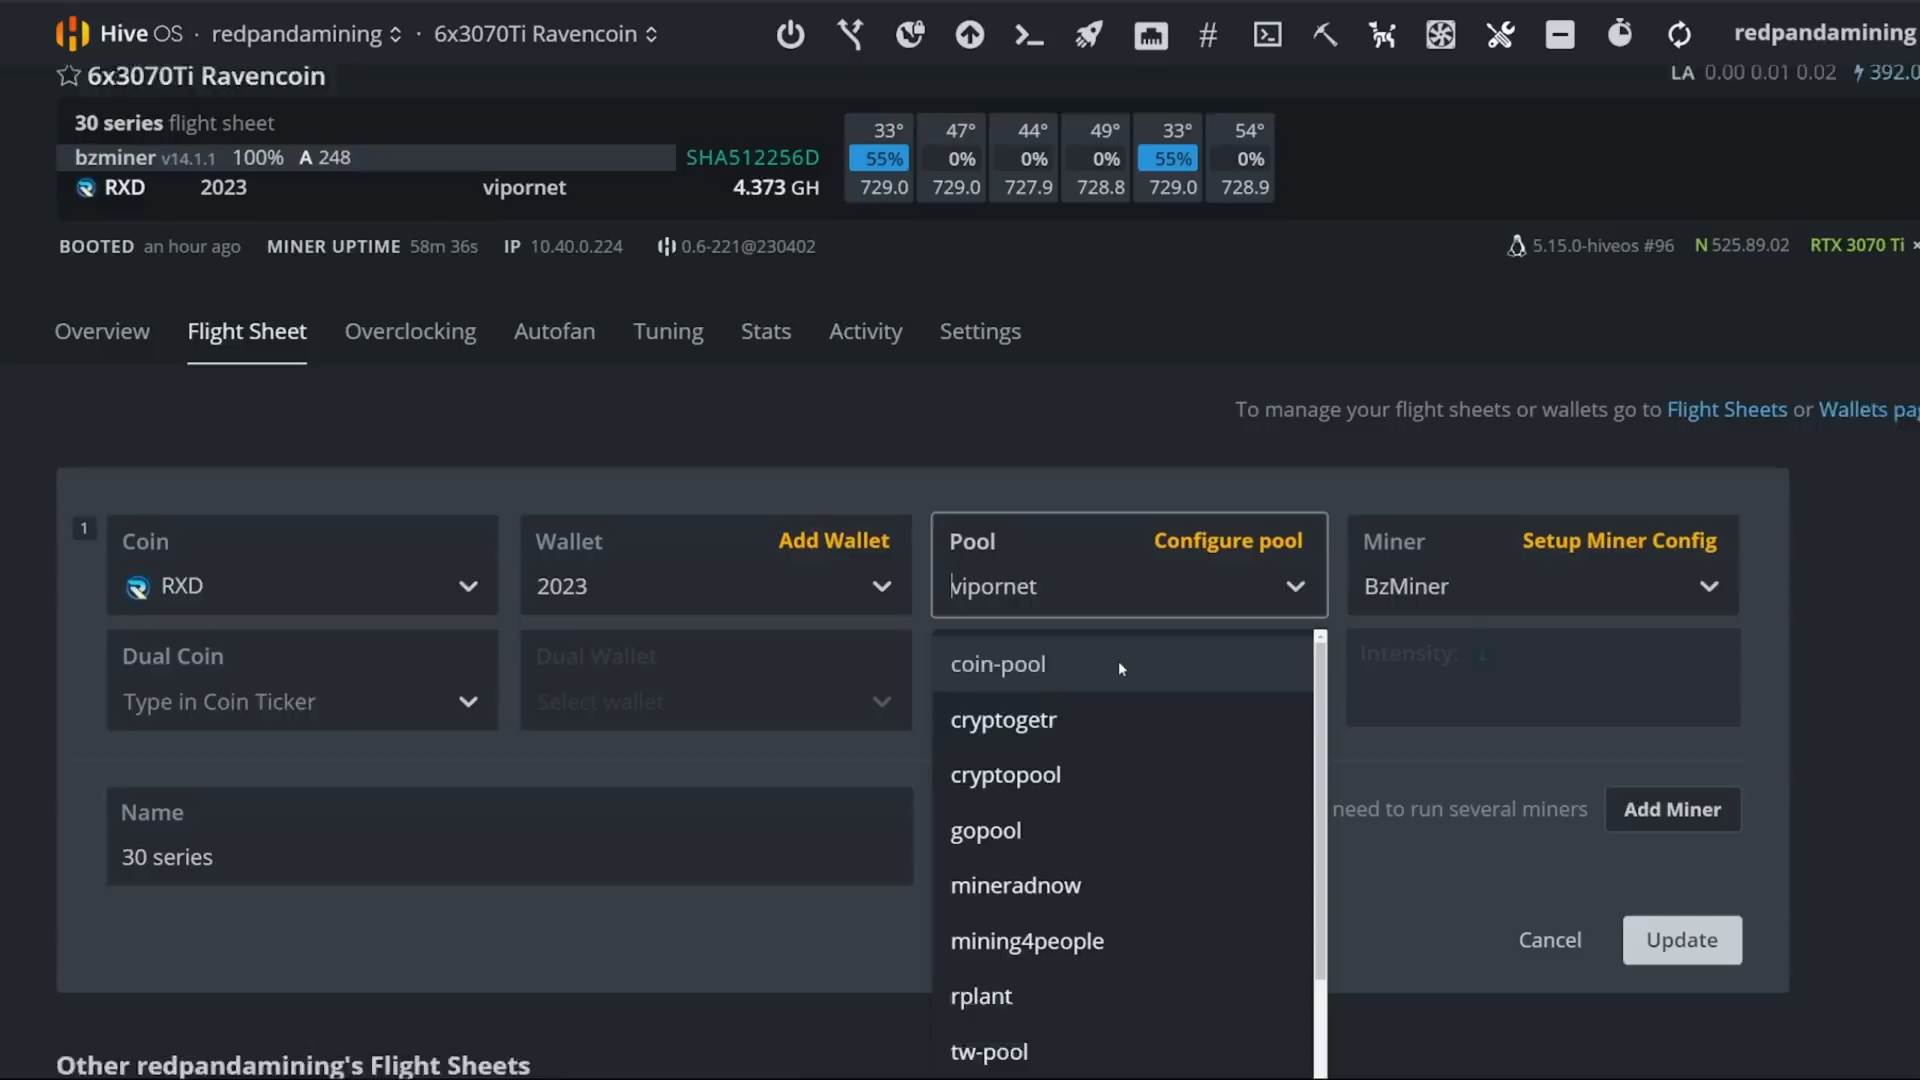 Hive OS · redpandamining · 6x3070Ti Ravencoin redpandamining
6x3070Ti Ravencoin LA 0.00 0.01 0.02 392.0
30 series flight sheet 33° 47° 44° 49° 33° 54°
bzminer v14.1.1 100% A 248 SHA512256D 55% 0% 0% 0% 55% 0%
RXD 2023 vipornet 4.373 GH 729.0 729.0 727.9 728.8 729.0 728.9
BOOTED an hour ago MINER UPTIME 58m 36s IP 10.40.0.224 0.6-221@230402 5.15.0-hiveos #96 N 525.89.02 RTX 3070 Ti ×
Overview Flight Sheet Overclocking Autofan Tuning Stats Activity Settings
To manage your flight sheets or wallets go to Flight Sheets or Wallets pag
1 Coin Wallet Add Wallet Pool Configure pool Miner Setup Miner Config
RXD 2023 vipornet BzMiner
Dual Coin Dual Wallet coin-pool Intensity:
Type in Coin Ticker Select wallet cryptogetr
cryptopool
Name need to run several miners Add Miner
30 series gopool
mineradnow
mining4people Cancel Update
rplant
Other redpandamining's Flight Sheets tw-pool